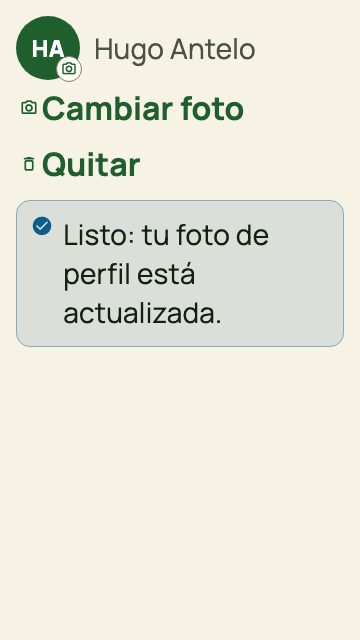 HA
Hugo Antelo
Cambiar foto
Quitar
Listo: tu foto de
perfil está
actualizada.